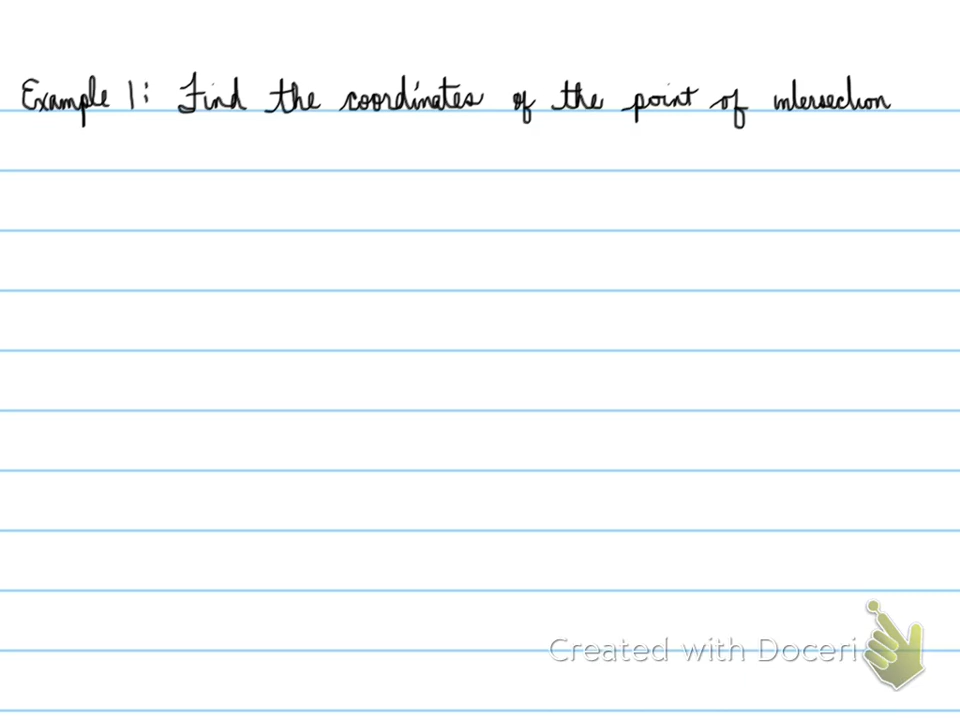 Example 1: Find the coordinates of the point of intersection
Created with Doceri